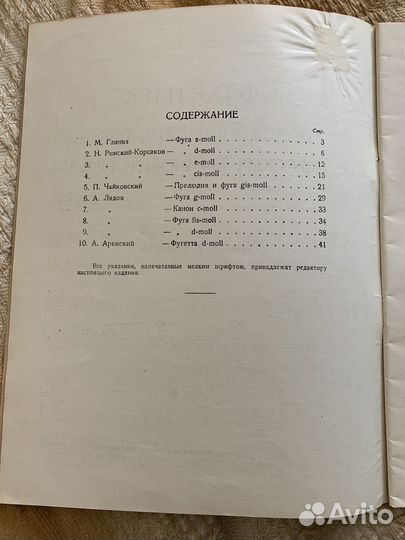 СОДЕРЖАНИЕ
Стр.
1. М. Глинка — Фуга a-moll . . . . . . . . . . . . 3
2. Н. Римский-Корсаков — „ d-moll . . . . . . . . . . . . 6
3. „ „ — „ e-moll . . . . . . . . . . . . 12
4. „ „ — „ cis-moll . . . . . . . . . . . . 15
5. П. Чайковский — Прелюдия и фуга gis-moll . . . . . . 21
6. А. Лядов — Фуга g-moll . . . . . . . . . . . . 29
7. „ — Канон c-moll . . . . . . . . . . . . 33
8. „ — Фуга fis-moll . . . . . . . . . . . . 34
9. „ — „ d-moll . . . . . . . . . . . . 38
10. А. Аренский — Фугетта d-moll . . . . . . . . . . . . 41
Все указания, напечатанные мелким шрифтом, принадлежат редактору
настоящего издания.
Avito